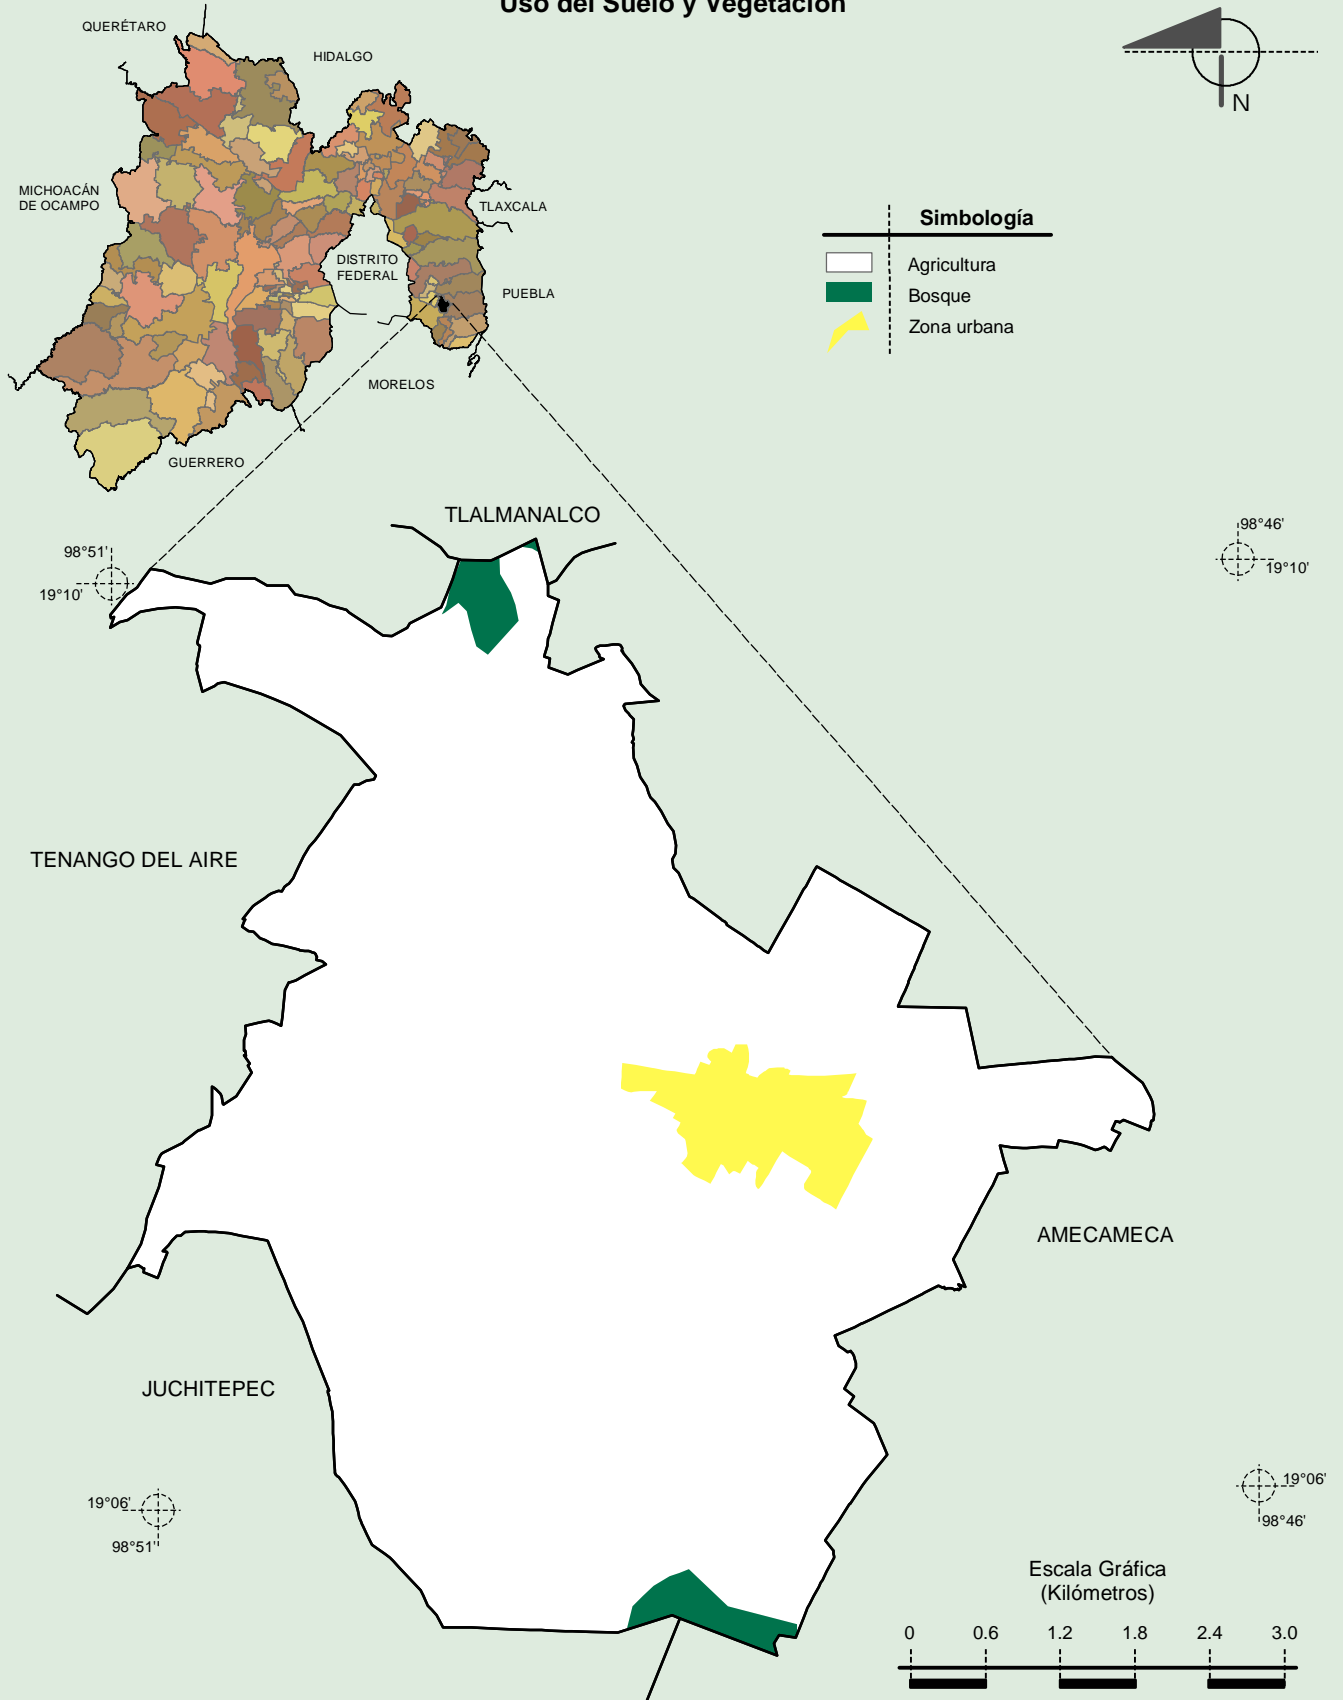 Uso del Suelo y Vegetación
QUERÉTARO
HIDALGO
N
MICHOACÁN
DE OCAMPO
TLAXCALA
Simbología
DISTRITO
FEDERAL
Agricultura
PUEBLA
Bosque
Zona urbana
MORELOS
GUERRERO
TLALMANALCO
98°51'
19°10'
98°46'
19°10'
TENANGO DEL AIRE
AMECAMECA
JUCHITEPEC
19°06'
98°51'
19°06'
98°46'
Escala Gráfica
(Kilómetros)
0 0.6 1.2 1.8 2.4 3.0